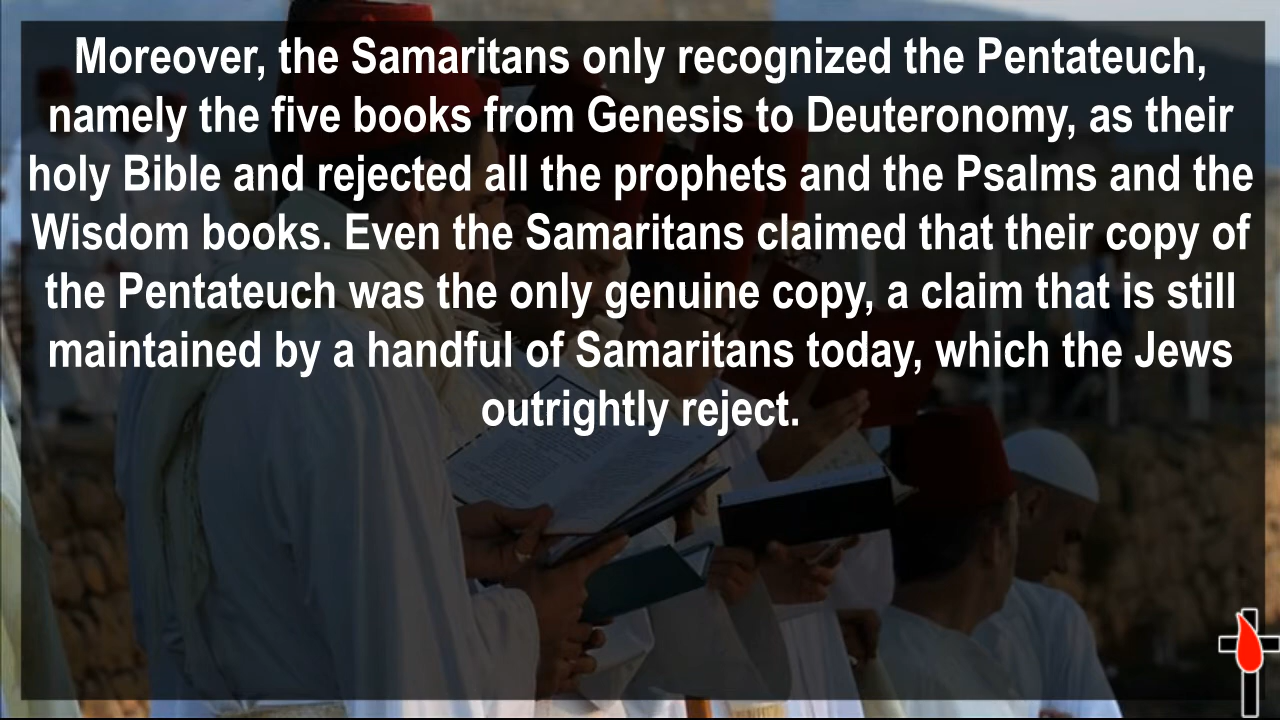 Moreover, the Samaritans only recognized the Pentateuch,
namely the five books from Genesis to Deuteronomy, as their
holy Bible and rejected all the prophets and the Psalms and the
Wisdom books. Even the Samaritans claimed that their copy of
the Pentateuch was the only genuine copy, a claim that is still
maintained by a handful of Samaritans today, which the Jews
outrightly reject.